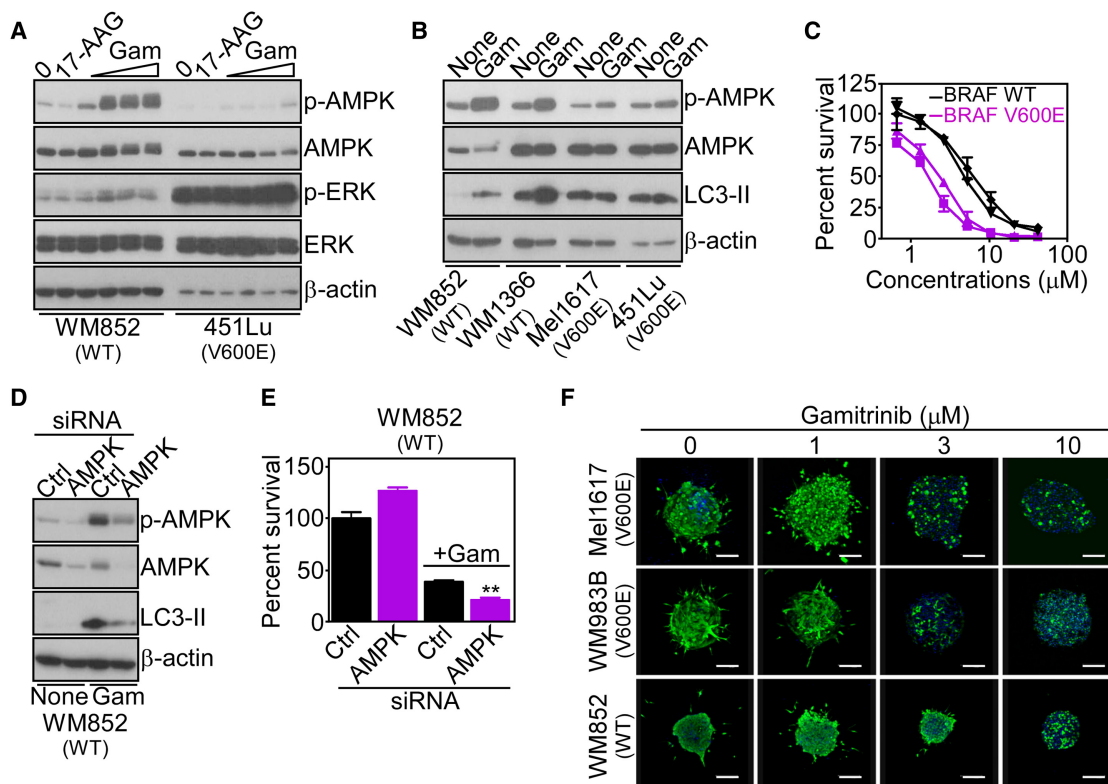 A
0 17-AAG Gam 0 17-AAG Gam
p-AMPK
AMPK
p-ERK
ERK
β-actin
WM852 451Lu
(WT) (V600E)
B
None Gam None Gam None Gam None Gam
p-AMPK
AMPK
LC3-II
β-actin
WM852 (WT) WM1366 (WT) Mel1617 (V600E) 451Lu (V600E)
C
BRAF WT
BRAF V600E
Percent survival
125
100
75
50
25
0
1 10 100
Concentrations (μM)
D
siRNA
Ctrl AMPK Ctrl AMPK
p-AMPK
AMPK
LC3-II
β-actin
None Gam
WM852
(WT)
E
WM852
(WT)
Percent survival
150
100
50
0
+Gam
**
Ctrl AMPK Ctrl AMPK
siRNA
F
Gamitrinib (μM)
0 1 3 10
Mel1617
(V600E)
WM983B
(V600E)
WM852
(WT)